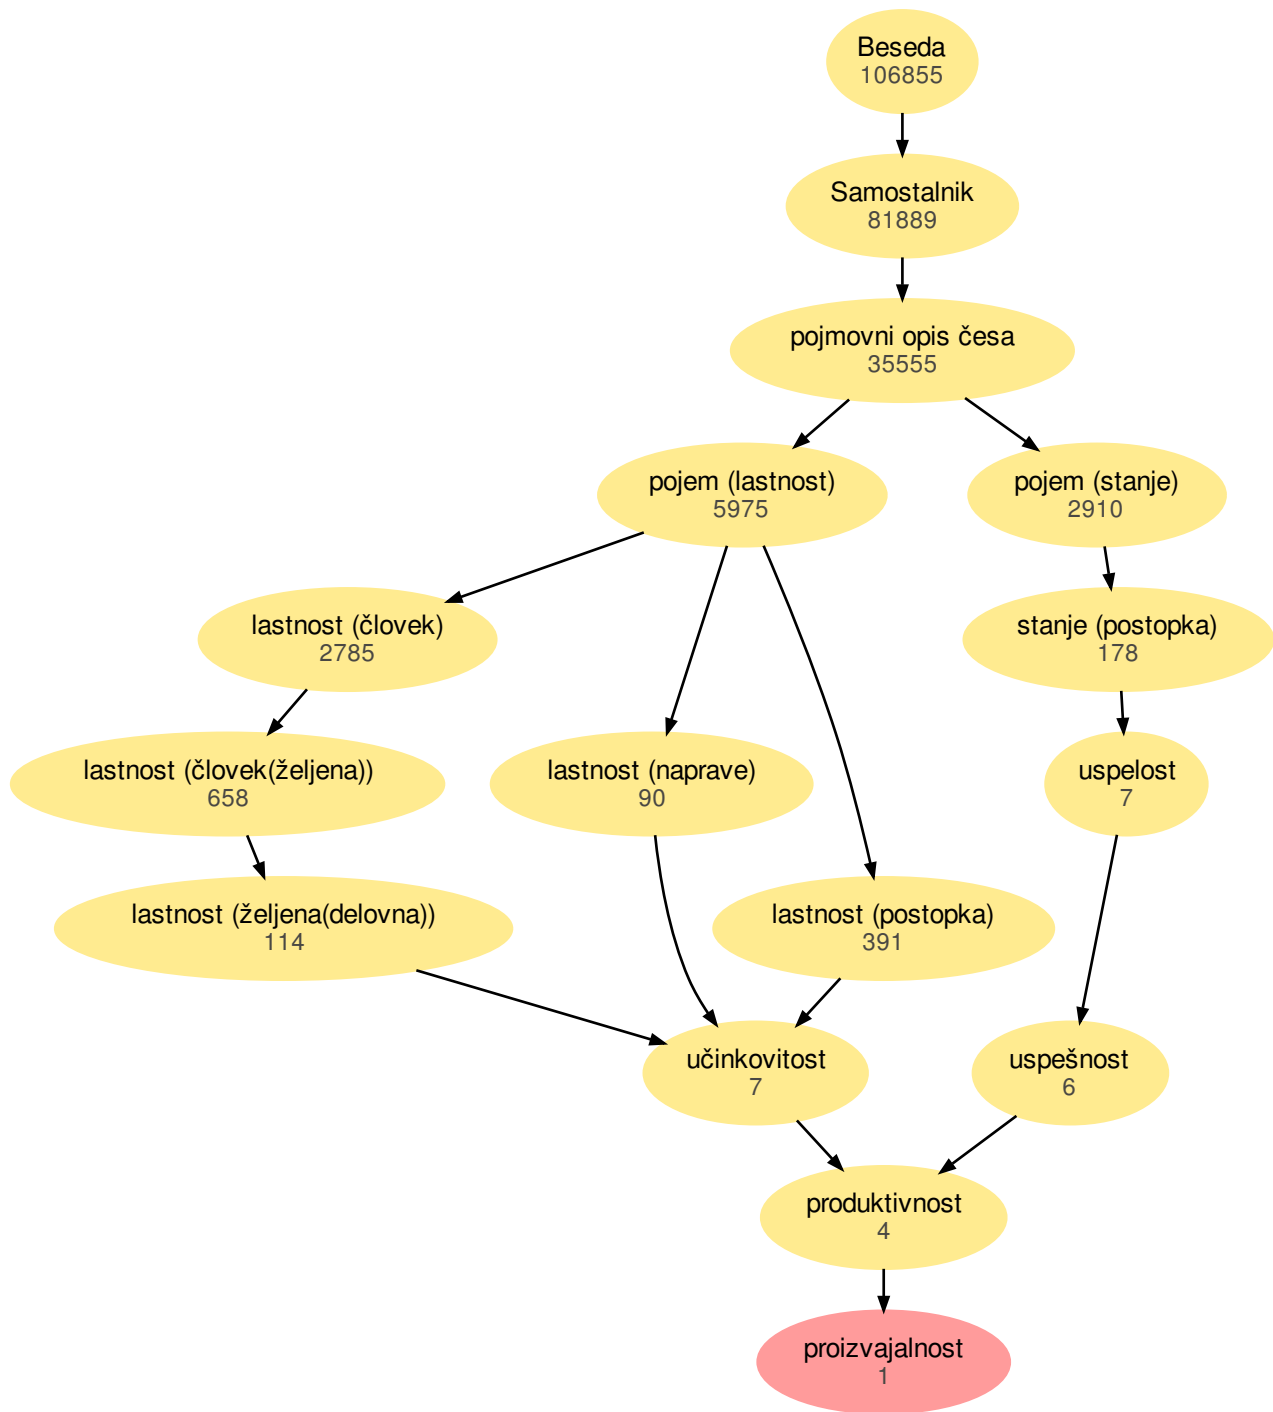 Beseda
106855
Samostalnik
81889
pojmovni opis česa
35555
pojem (lastnost)
5975
pojem (stanje)
2910
lastnost (človek)
2785
stanje (postopka)
178
lastnost (človek(željena))
658
lastnost (naprave)
90
uspelost
7
lastnost (željena(delovna))
114
lastnost (postopka)
391
učinkovitost
7
uspešnost
6
produktivnost
4
proizvajalnost
1